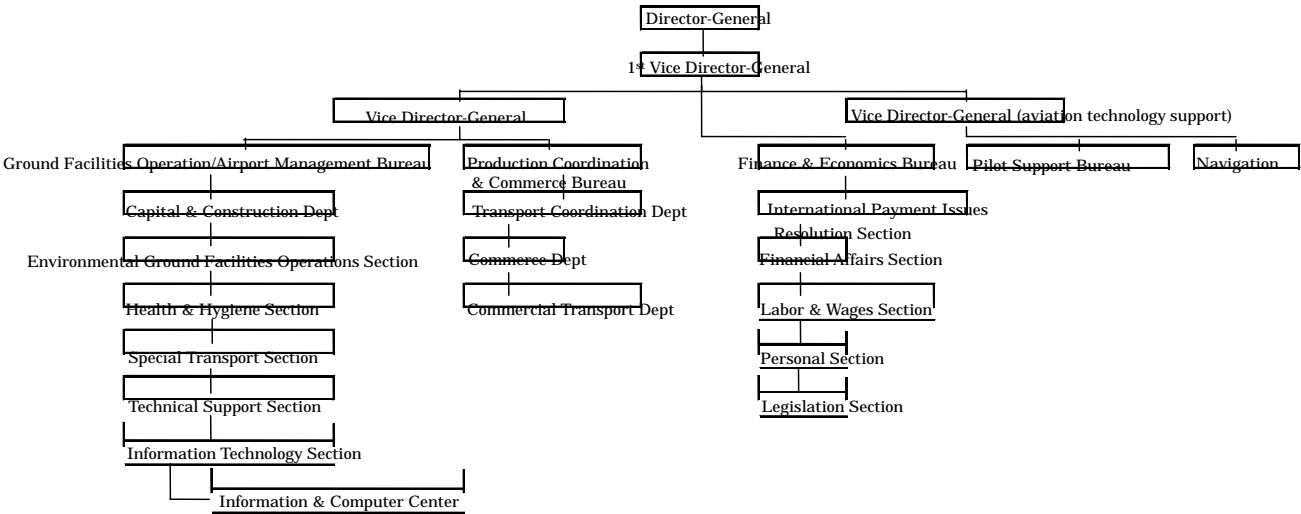 Director-General
1st Vice Director-General
Vice Director-General
Vice Director-General (aviation technology support)
Ground Facilities Operation/Airport Management Bureau
Production Coordination
& Commerce Bureau
Finance & Economics Bureau
Pilot Support Bureau
Navigation
Capital & Construction Dept
Transport Coordination Dept
International Payment Issues
Resolution Section
Environmental Ground Facilities Operations Section
Commerce Dept
Financial Affairs Section
Health & Hygiene Section
Commercial Transport Dept
Labor & Wages Section
Special Transport Section
Personal Section
Technical Support Section
Legislation Section
Information Technology Section
Information & Computer Center